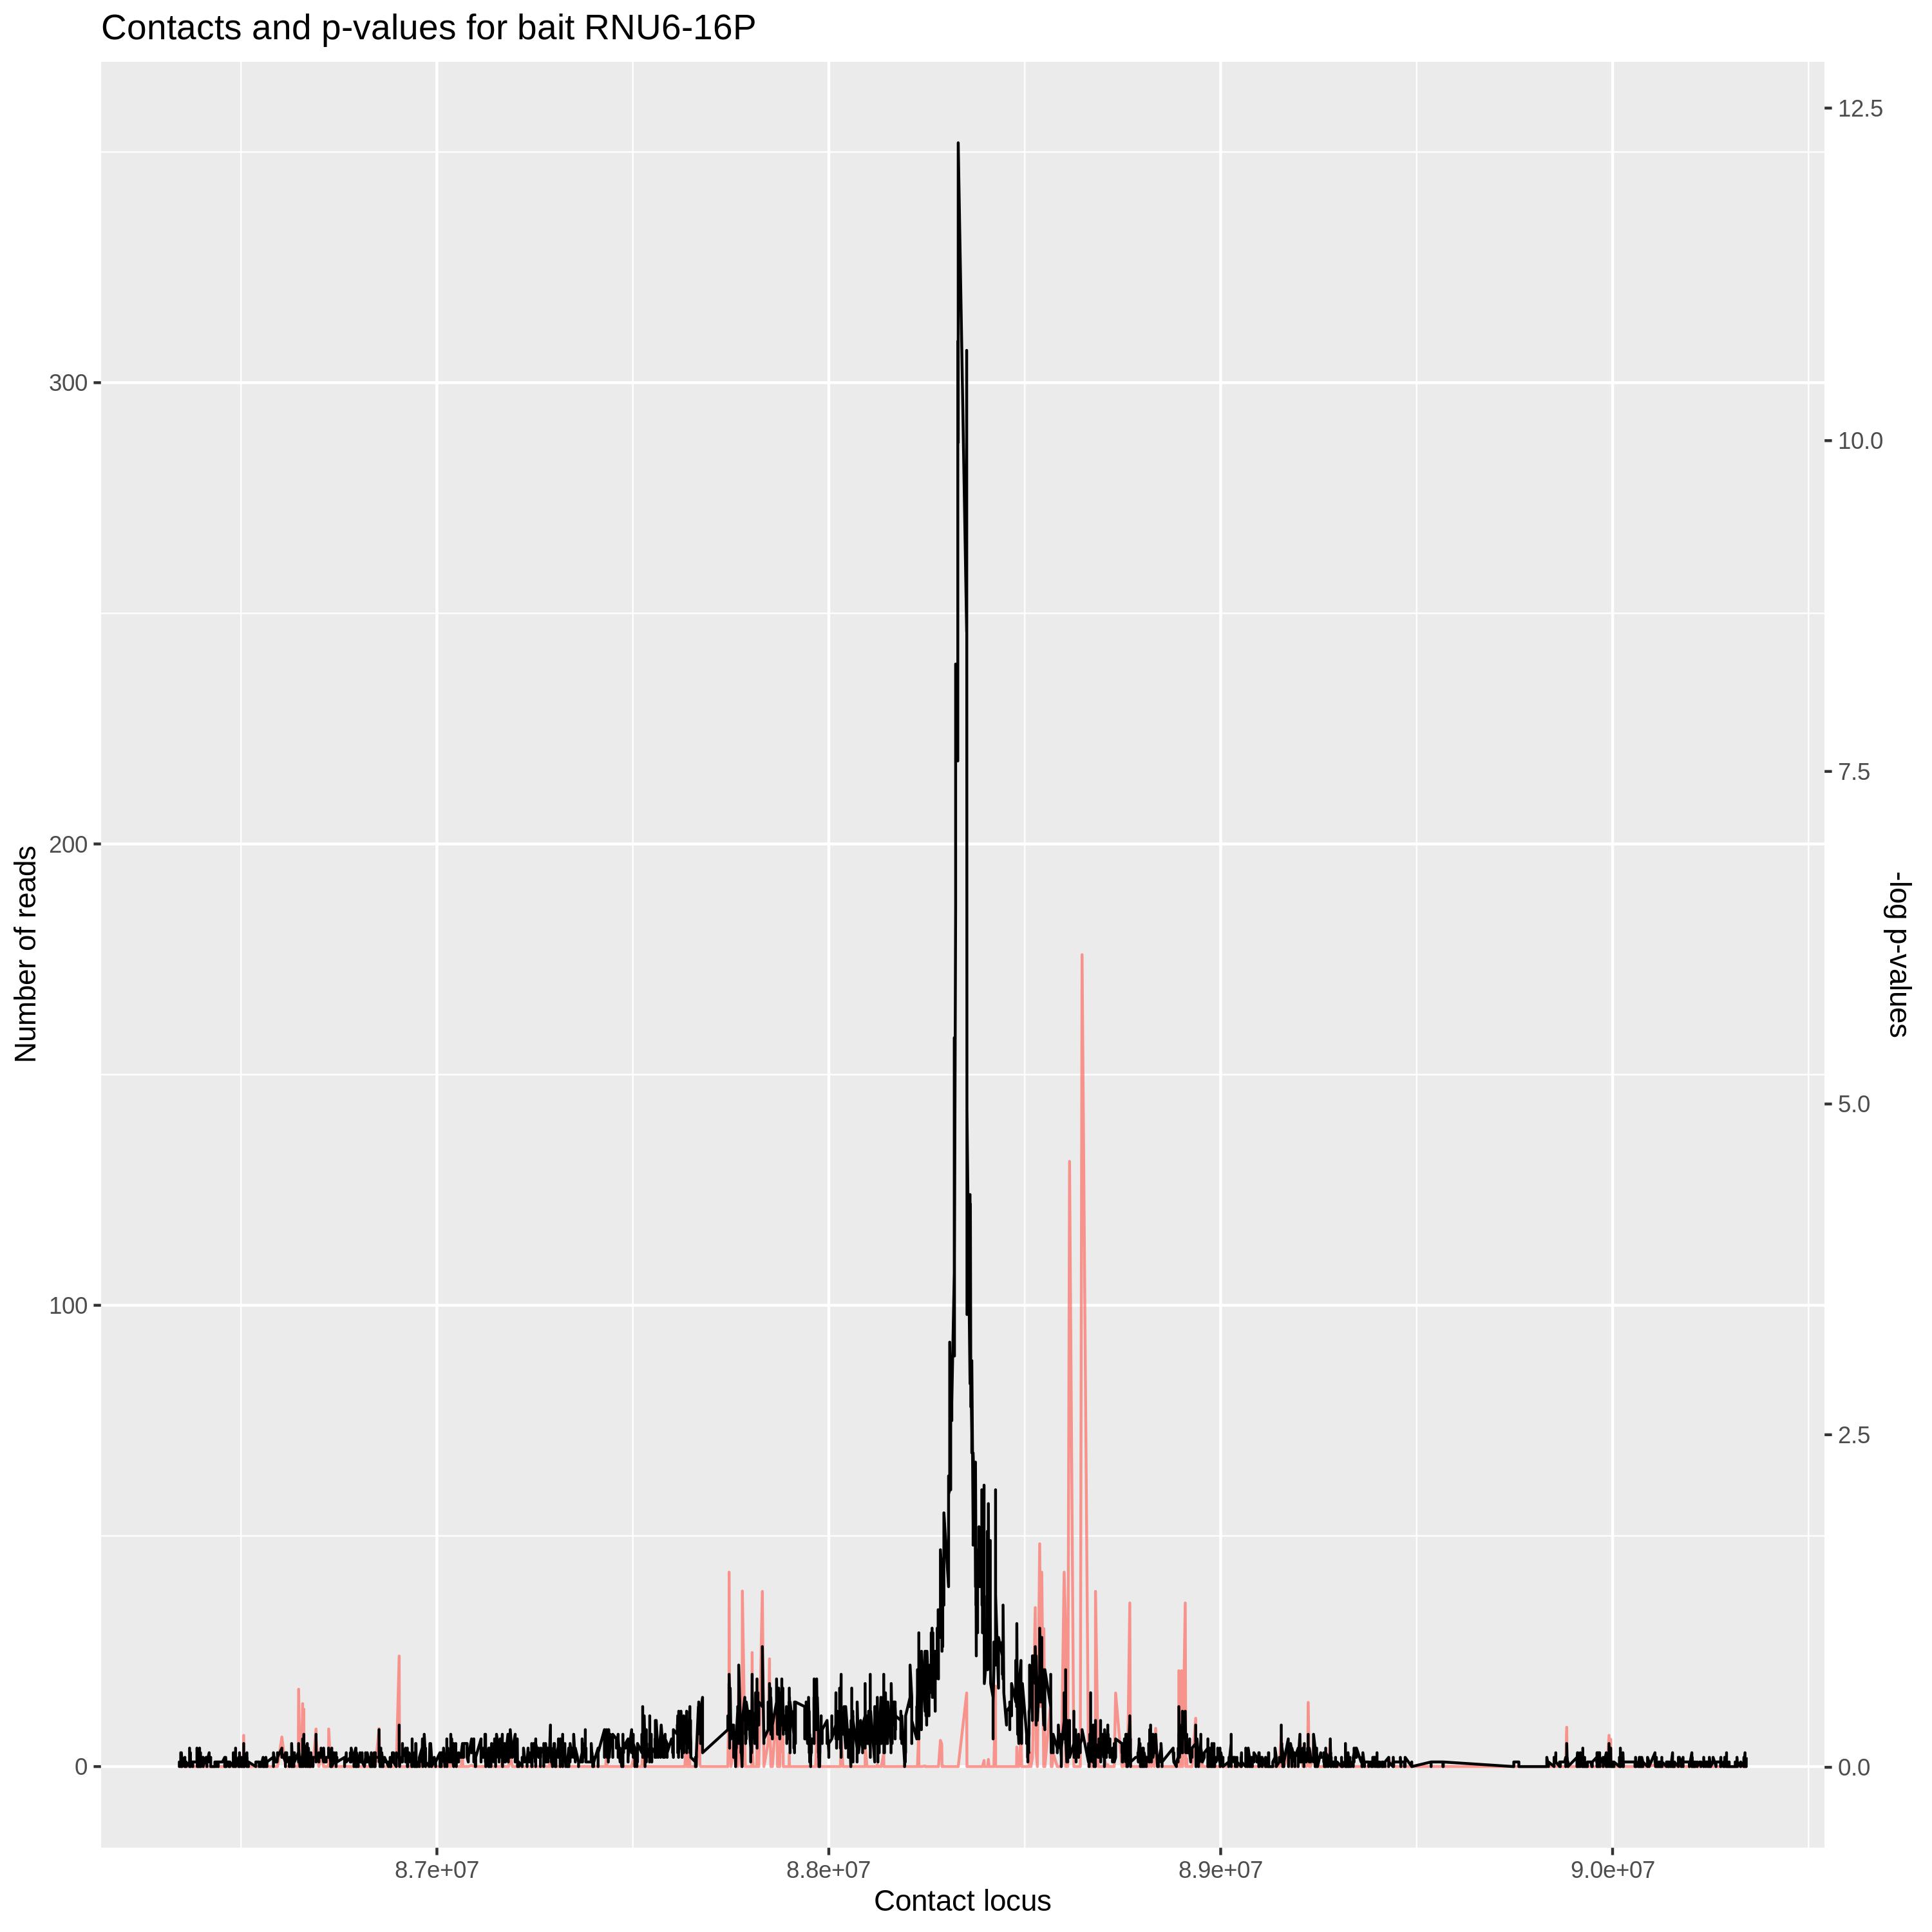 Contacts and p-values for bait RNU6-16P
Number of reads
300
200
100
0
12.5
10.0
7.5
5.0
2.5
0.0
-log p-values
8.7e+07
8.8e+07
8.9e+07
9.0e+07
Contact locus